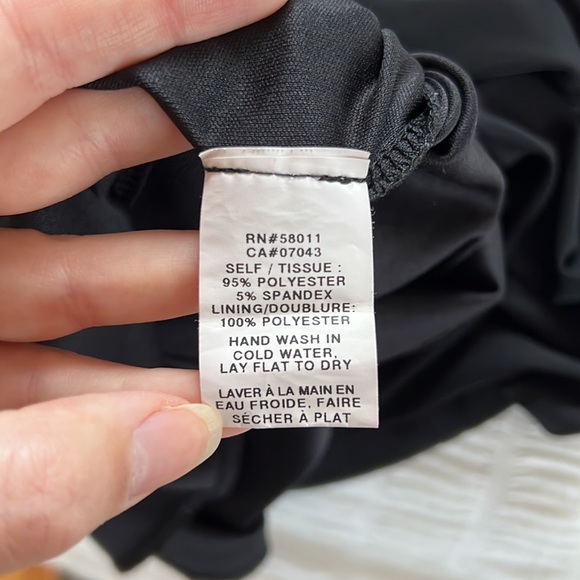 RN#58011
CA#07043
SELF / TISSUE :
95% POLYESTER
5% SPANDEX
LINING/DOUBLURE:
100% POLYESTER
HAND WASH IN
COLD WATER,
LAY FLAT TO DRY
LAVER À LA MAIN EN
EAU FROIDE, FAIRE
SÉCHER À PLAT